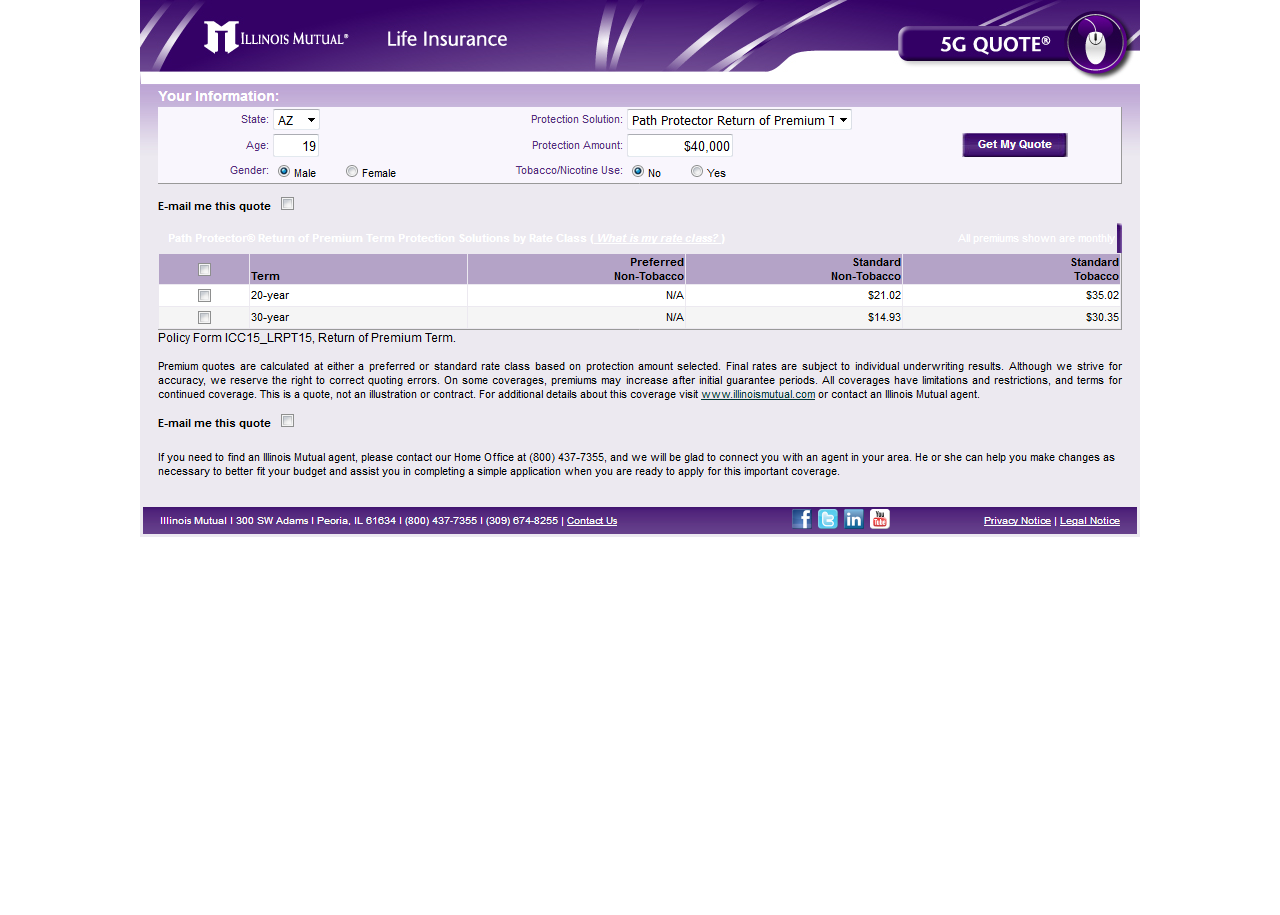 ILLINOIS MUTUAL® Life Insurance 5G QUOTE®
Your Information:
State: AZ Protection Solution: Path Protector Return of Premium T
Age: 19 Protection Amount: $40,000 Get My Quote
Gender: Male Female Tobacco/Nicotine Use: No Yes
E-mail me this quote
Path Protector® Return of Premium Term Protection Solutions by Rate Class ( What is my rate class? ) All premiums shown are monthly
Term Preferred Non-Tobacco Standard Non-Tobacco Standard Tobacco
20-year N/A $21.02 $35.02
30-year N/A $14.93 $30.35
Policy Form ICC15_LRPT15, Return of Premium Term.
Premium quotes are calculated at either a preferred or standard rate class based on protection amount selected. Final rates are subject to individual underwriting results. Although we strive for
accuracy, we reserve the right to correct quoting errors. On some coverages, premiums may increase after initial guarantee periods. All coverages have limitations and restrictions, and terms for
continued coverage. This is a quote, not an illustration or contract. For additional details about this coverage visit www.illinoismutual.com or contact an Illinois Mutual agent.
E-mail me this quote
If you need to find an Illinois Mutual agent, please contact our Home Office at (800) 437-7355, and we will be glad to connect you with an agent in your area. He or she can help you make changes as
necessary to better fit your budget and assist you in completing a simple application when you are ready to apply for this important coverage.
Illinois Mutual I 300 SW Adams I Peoria, IL 61634 I (800) 437-7355 I (309) 674-8255 | Contact Us f in You Tube Privacy Notice | Legal Notice